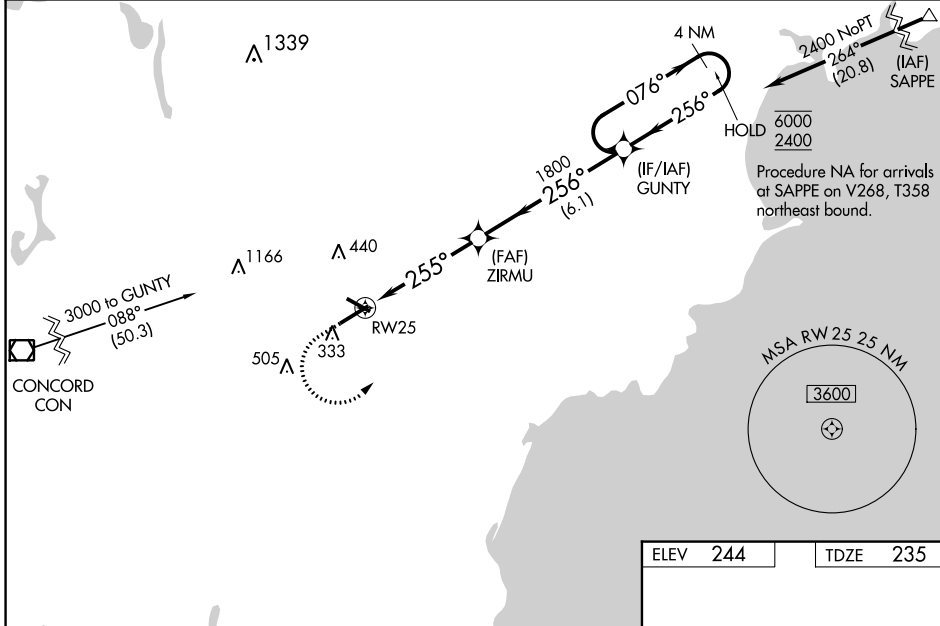 1339
4 NM
2400 NoPT
264°
(20.8)
(IAF)
SAPPE
076°
256°
HOLD
6000
2400
1800
256°
(6.1)
(IF/IAF)
GUNTY
Procedure NA for arrivals
at SAPPE on V268, T358
northeast bound.
(FAF)
ZIRMU
440
1166
255°
3000 to GUNTY
088°
(50.3)
RW25
333
505
CONCORD
CON
MSA RW 25 25 NM
3600
ELEV 244
TDZE 235